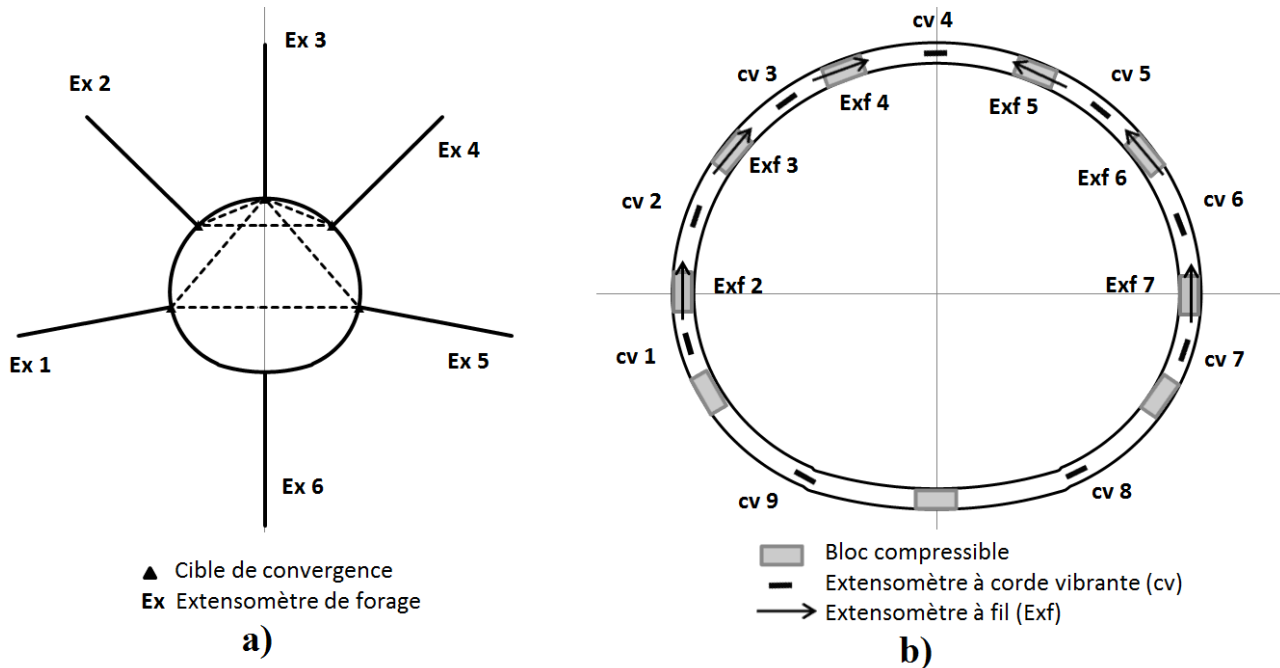 Ex 3
Ex 2
Ex 4
Ex 1
Ex 5
Ex 6
▲ Cible de convergence
Ex Extensomètre de forage
a)
cv 4
cv 3
cv 5
Exf 4
Exf 5
Exf 3
Exf 6
cv 2
cv 6
Exf 2
Exf 7
cv 1
cv 7
cv 9
cv 8
Bloc compressible
Extensomètre à corde vibrante (cv)
Extensomètre à fil (Exf)
b)